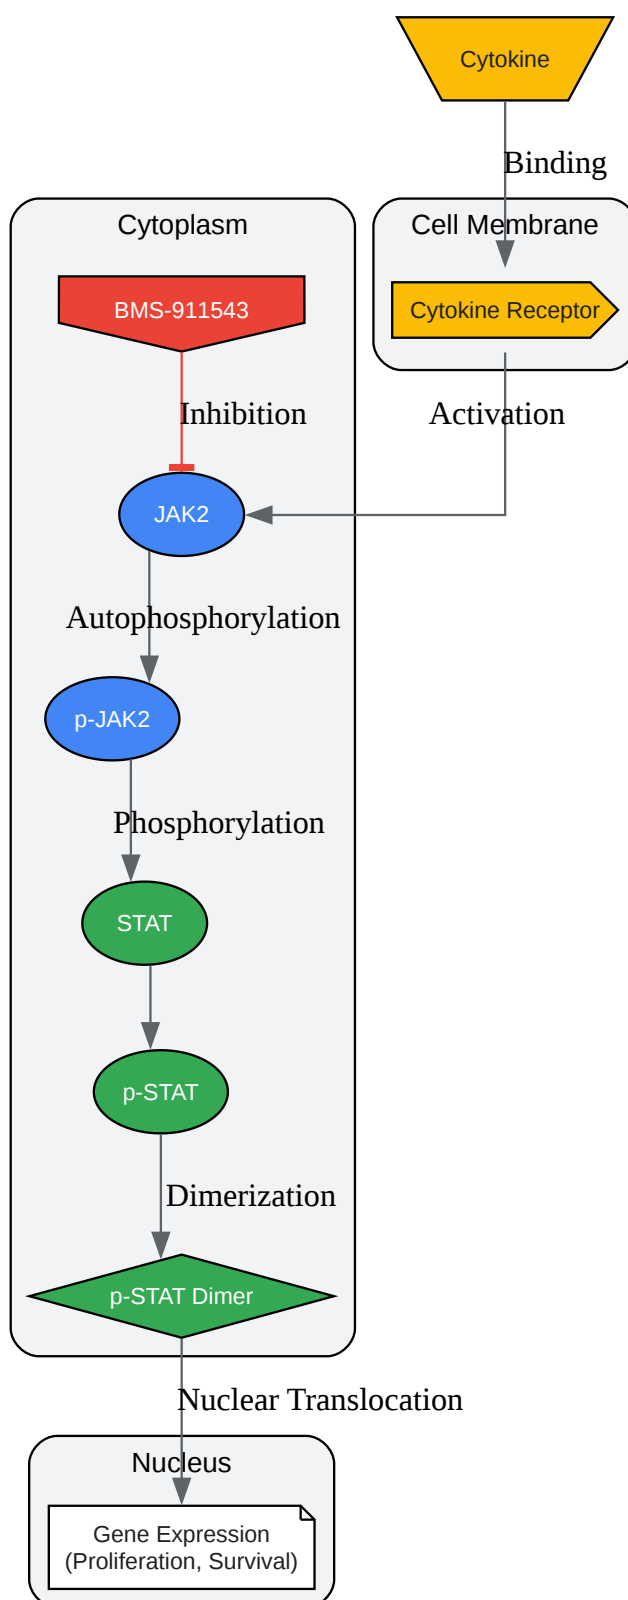 Cytokine
Binding
Cytoplasm
Cell Membrane
BMS-911543
Cytokine Receptor
Inhibition
Activation
JAK2
Autophosphorylation
p-JAK2
Phosphorylation
STAT
p-STAT
Dimerization
p-STAT Dimer
Nuclear Translocation
Nucleus
Gene Expression
(Proliferation, Survival)